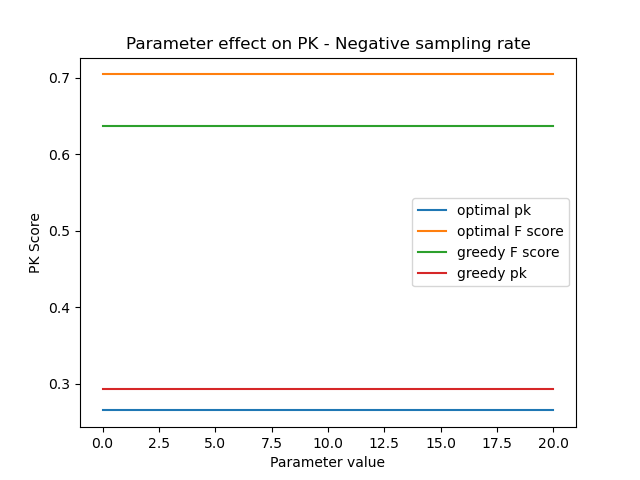 Parameter effect on PK - Negative sampling rate
PK Score
0.7
0.6
0.5
0.4
0.3
optimal pk
optimal F score
greedy F score
greedy pk
0.0 2.5 5.0 7.5 10.0 12.5 15.0 17.5 20.0
Parameter value